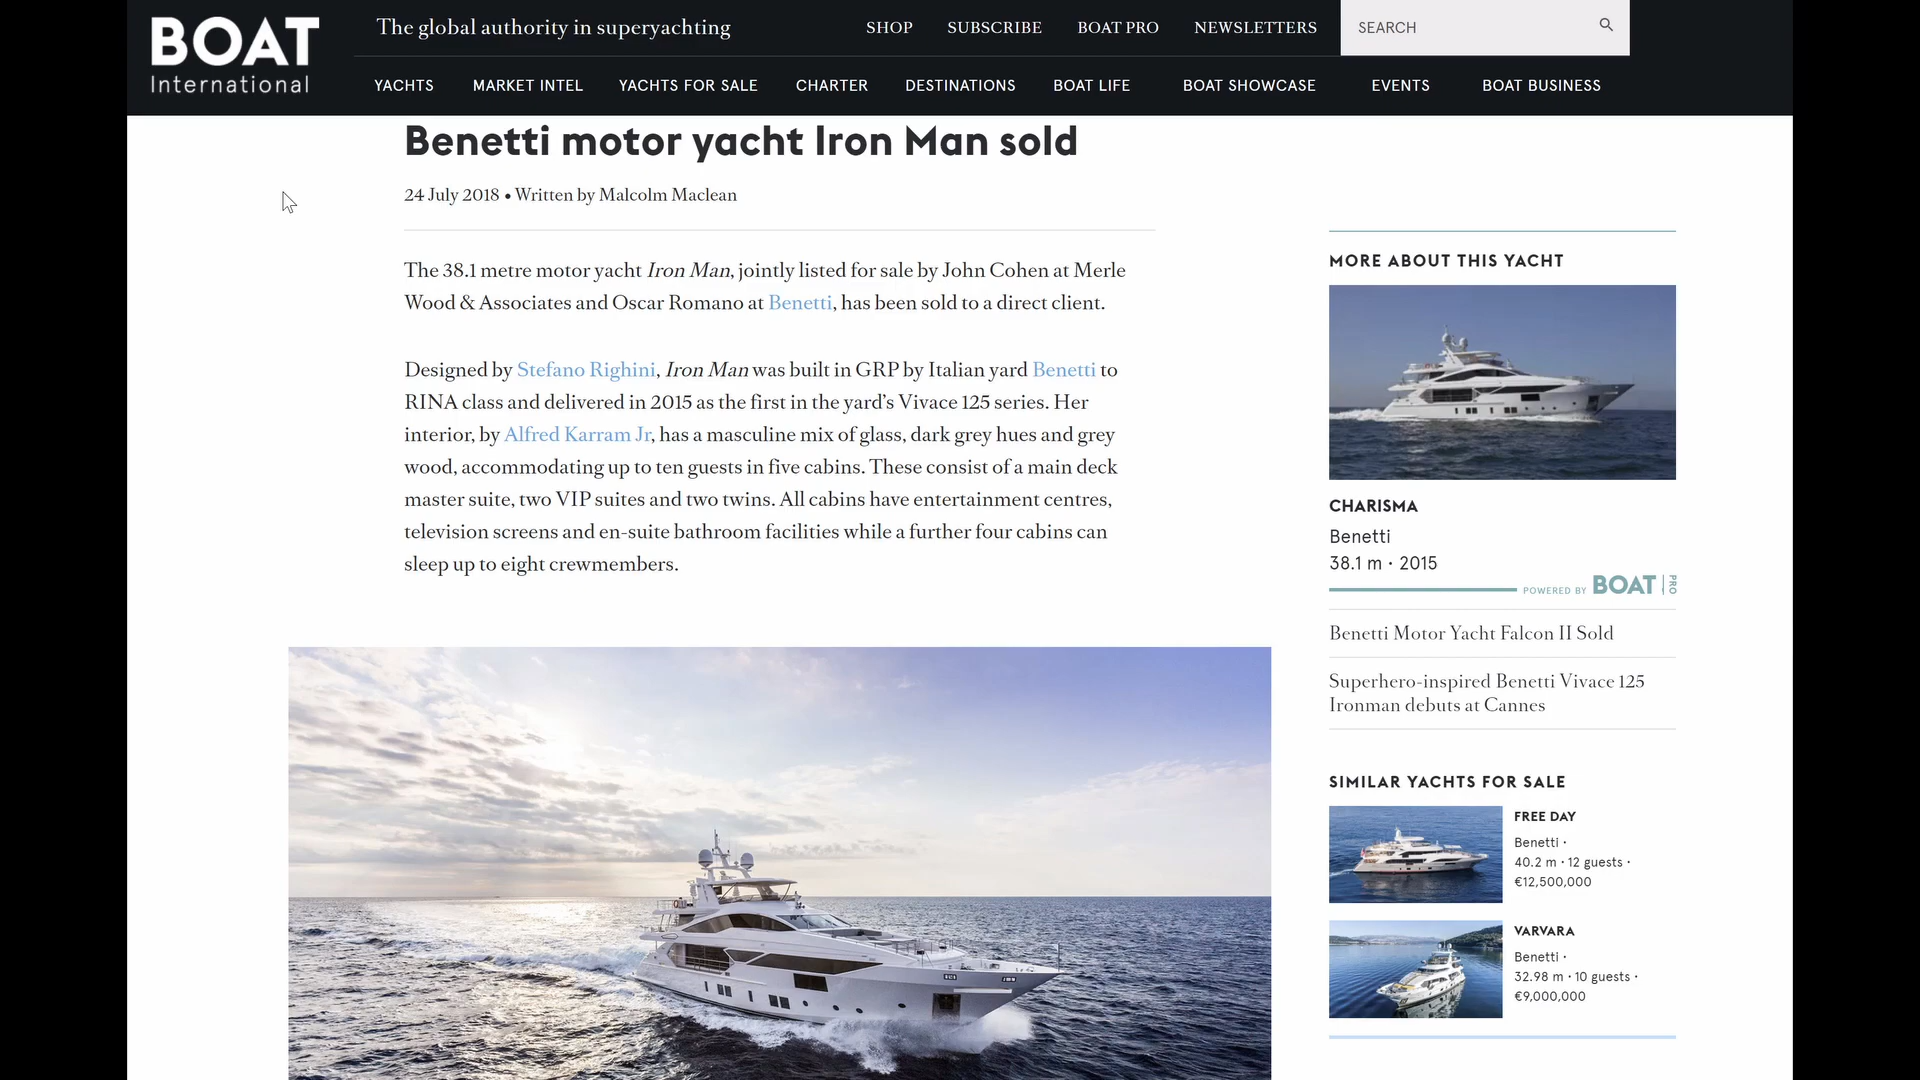 BOAT
International
The global authority in superyachting
SHOP
SUBSCRIBE
BOAT PRO
NEWSLETTERS
SEARCH
YACHTS
MARKET INTEL
YACHTS FOR SALE
CHARTER
DESTINATIONS
BOAT LIFE
BOAT SHOWCASE
EVENTS
BOAT BUSINESS
Benetti motor yacht Iron Man sold
24 July 2018 • Written by Malcolm Maclean
The 38.1 metre motor yacht Iron Man, jointly listed for sale by John Cohen at Merle
Wood & Associates and Oscar Romano at Benetti, has been sold to a direct client.
Designed by Stefano Righini, Iron Man was built in GRP by Italian yard Benetti to
RINA class and delivered in 2015 as the first in the yard’s Vivace 125 series. Her
interior, by Alfred Karram Jr, has a masculine mix of glass, dark grey hues and grey
wood, accommodating up to ten guests in five cabins. These consist of a main deck
master suite, two VIP suites and two twins. All cabins have entertainment centres,
television screens and en-suite bathroom facilities while a further four cabins can
sleep up to eight crewmembers.
MORE ABOUT THIS YACHT
CHARISMA
Benetti
38.1 m · 2015
POWERED BY BOAT PRO
Benetti Motor Yacht Falcon II Sold
Superhero-inspired Benetti Vivace 125
Ironman debuts at Cannes
SIMILAR YACHTS FOR SALE
FREE DAY
Benetti ·
40.2 m · 12 guests ·
€12,500,000
VARVARA
Benetti ·
32.98 m · 10 guests ·
€9,000,000